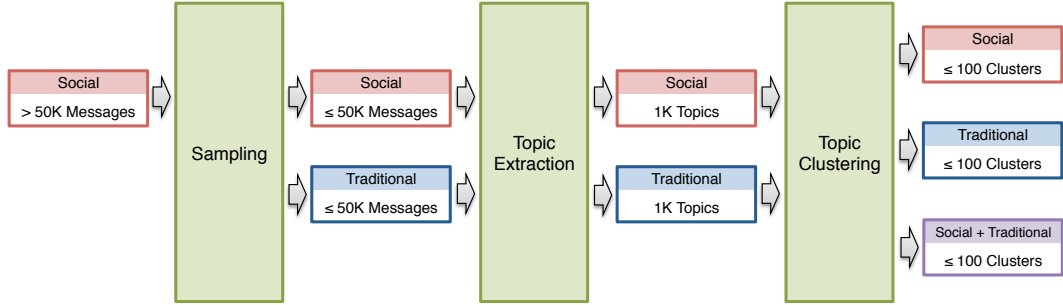 Social
> 50K Messages
Sampling
Social
≤ 50K Messages
Traditional
≤ 50K Messages
Topic
Extraction
Social
1K Topics
Traditional
1K Topics
Topic
Clustering
Social
≤ 100 Clusters
Traditional
≤ 100 Clusters
Social + Traditional
≤ 100 Clusters